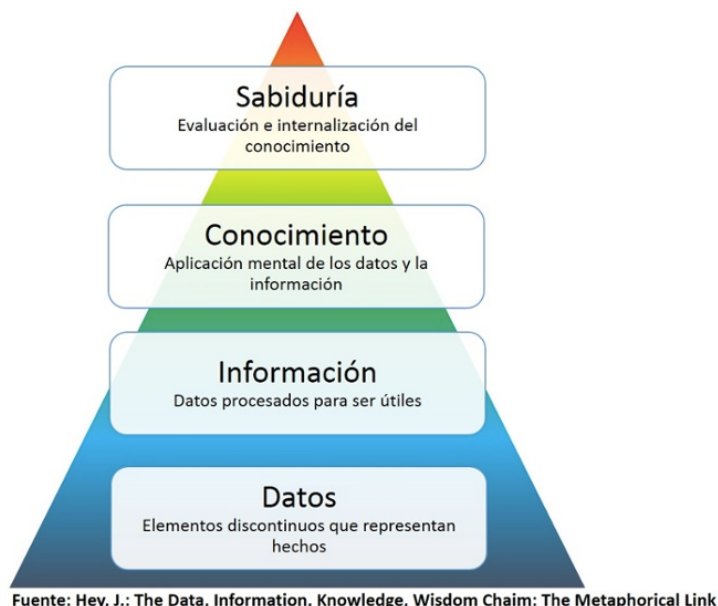 Sabiduría
Evaluación e internalización del
conocimiento
Conocimiento
Aplicación mental de los datos y la
información
Información
Datos procesados para ser útiles
Datos
Elementos discontinuos que representan
hechos
Fuente: Hey, J.: The Data, Information, Knowledge, Wisdom Chaim: The Metaphorical Link